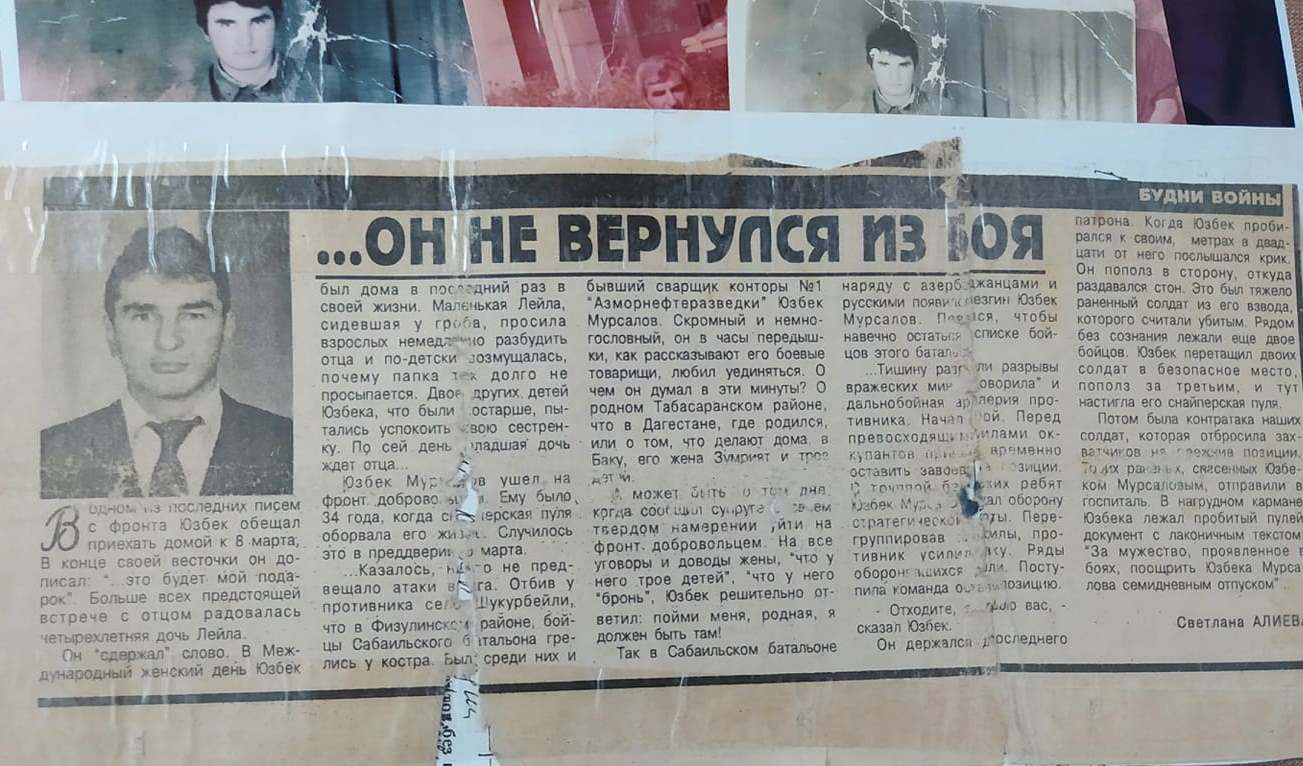 БУДНИ ВОЙНЫ
...ОН НЕ ВЕРНУЛСЯ ИЗ БОЯ
В одном из последних писем
с фронта Юзбек обещал
приехать домой к 8 марта,
В конце своей весточки он до-
писал: "...это будет мой пода-
рок". Больше всех предстоящей
встрече с отцом радовалась
четырехлетняя дочь Лейла.
Он "сдержал" слово. В Меж-
дународный женский день Юзбек
был дома в последний раз в
своей жизни. Маленькая Лейла,
сидевшая у гроба, просила
взрослых немедленно разбудить
отца и по-детски возмущалась,
почему папка так долго не
просыпается. Двое других детей
Юзбека, что были постарше, пы-
тались успокоить свою сестрен-
ку. По сей день младшая дочь
ждет отца...
Юзбек Мурсалов ушел на
фронт добровольцем. Ему было
34 года, когда снайперская пуля
оборвала его жизнь. Случилось
это в преддверии марта.
...Казалось, ничто не пред-
вещало атаки врага. Отбив у
противника село Шукурбейли,
что в Физулинском районе, бой-
цы Сабаильского батальона гре-
лись у костра. Был среди них и
бывший сварщик конторы №1
"Азморнефтеразведки" Юзбек
Мурсалов. Скромный и немно-
гословный, он в часы передыш-
ки, как рассказывают его боевые
товарищи, любил уединяться. О
чем он думал в эти минуты? О
родном Табасаранском районе,
что в Дагестане, где родился,
или о том, что делают дома, в
Баку, его жена Зумрият и трое
детей.
А может быть о том дне,
когда сообщил супруге о своем
твердом намерении уйти на
фронт добровольцем. На все
уговоры и доводы жены, "что у
него трое детей", "что у него
"бронь", Юзбек решительно от-
ветил: пойми меня, родная, я
должен быть там!
Так в Сабаильском батальоне
наряду с азербайджанцами и
русскими появился лезгин Юзбек
Мурсалов. Появился, чтобы
навечно остаться в списке бой-
цов этого батальона.
...Тишину разорвали разрывы
вражеских мин. "Заговорила" и
дальнобойная артиллерия про-
тивника. Начался бой. Перед
превосходящими силами ок-
купантов пришлось временно
оставить завоеванные позиции.
С группой бакинских ребят
Юзбек Мурсалов держал оборону
стратегической высоты. Пере-
группировав силы, про-
тивник усилил атаку. Ряды
оборонявшихся редели. Посту-
пила команда оставить позицию.
- Отходите, вас, -
сказал Юзбек.
Он держался до последнего
патрона. Когда Юзбек проби-
рался к своим, метрах в двад-
цати от него послышался крик.
Он пополз в сторону, откуда
раздавался стон. Это был тяжело
раненный солдат из его взвода,
которого считали убитым. Рядом
без сознания лежали еще двое
бойцов. Юзбек перетащил двоих
солдат в безопасное место,
пополз за третьим, и тут
настигла его снайперская пуля.
Потом была контратака наших
солдат, которая отбросила зах-
ватчиков на прежние позиции.
Троих раненых, спасенных Юзбе-
ком Мурсаловым, отправили в
госпиталь. В нагрудном кармане
Юзбека лежал пробитый пулей
документ с лаконичным текстом:
"За мужество, проявленное в
боях, поощрить Юзбека Мурса-
лова семидневным отпуском"..
Светлана АЛИЕВА